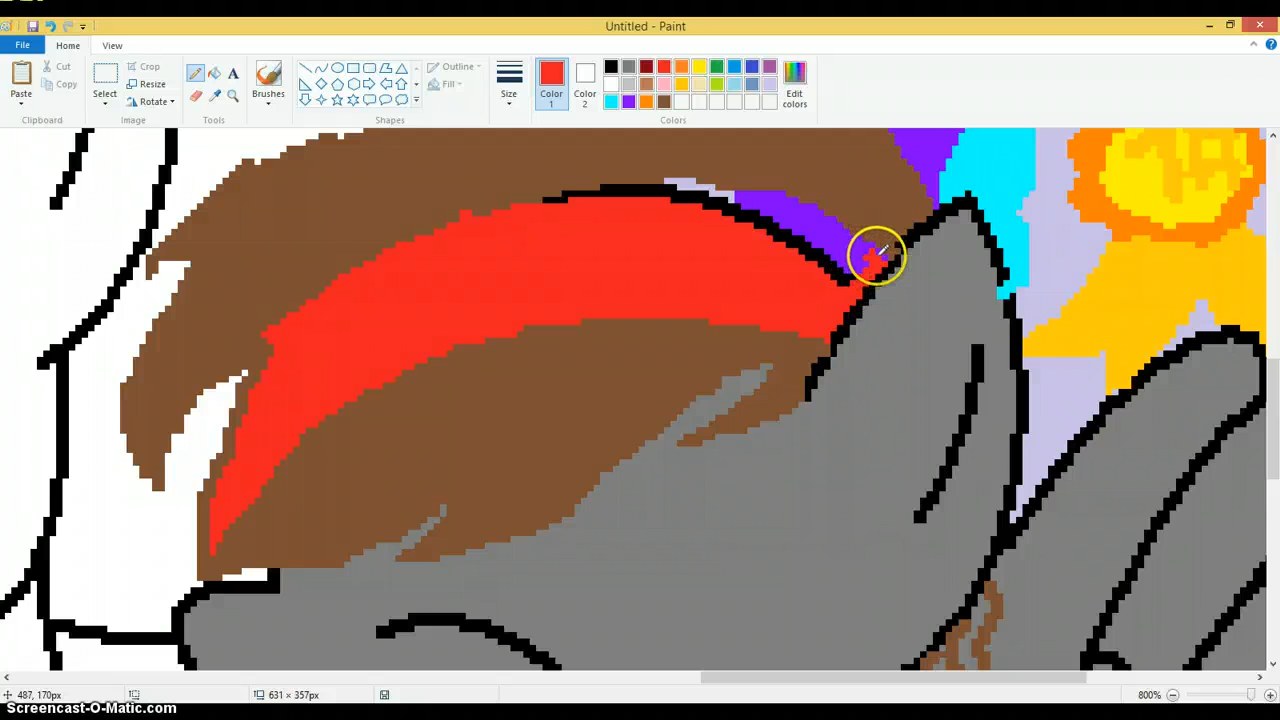 Untitled - Paint
File Home View
Paste Cut Copy
Clipboard
Select Crop Resize Rotate
Image
Tools
Brushes
Shapes
Outline Fill
Size
Color 1
Color 2
Colors
Edit colors
487, 170px
631 × 357px
800%
Screencast-O-Matic.com